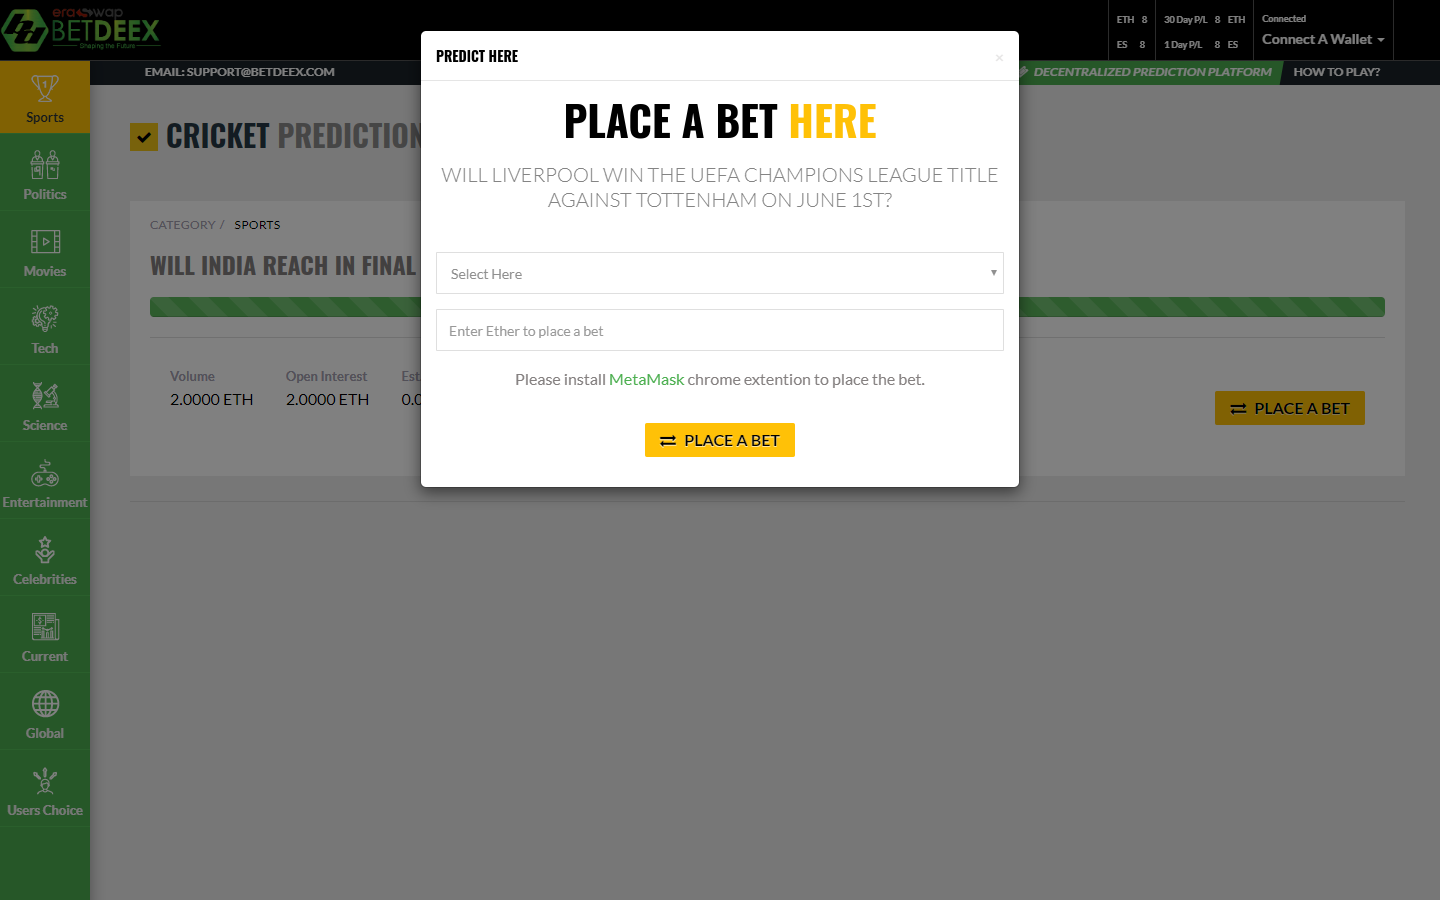 eraswap
BETDEEX
Shaping the Future
ETH 8
ES 8
30 Day P/L 8 ETH
1 Day P/L 8 ES
Connected
Connect A Wallet
EMAIL: SUPPORT@BETDEEX.COM
DECENTRALIZED PREDICTION PLATFORM
HOW TO PLAY?
Sports
Politics
Movies
Tech
Science
Entertainment
Celebrities
Current
Global
Users Choice
CRICKET PREDICTION
CATEGORY / SPORTS
WILL INDIA REACH IN FINAL
Volume
2.0000 ETH
Open Interest
2.0000 ETH
Est
0.0
PLACE A BET
PREDICT HERE
×
PLACE A BET HERE
WILL LIVERPOOL WIN THE UEFA CHAMPIONS LEAGUE TITLE
AGAINST TOTTENHAM ON JUNE 1ST?
Select Here
Enter Ether to place a bet
Please install MetaMask chrome extention to place the bet.
PLACE A BET